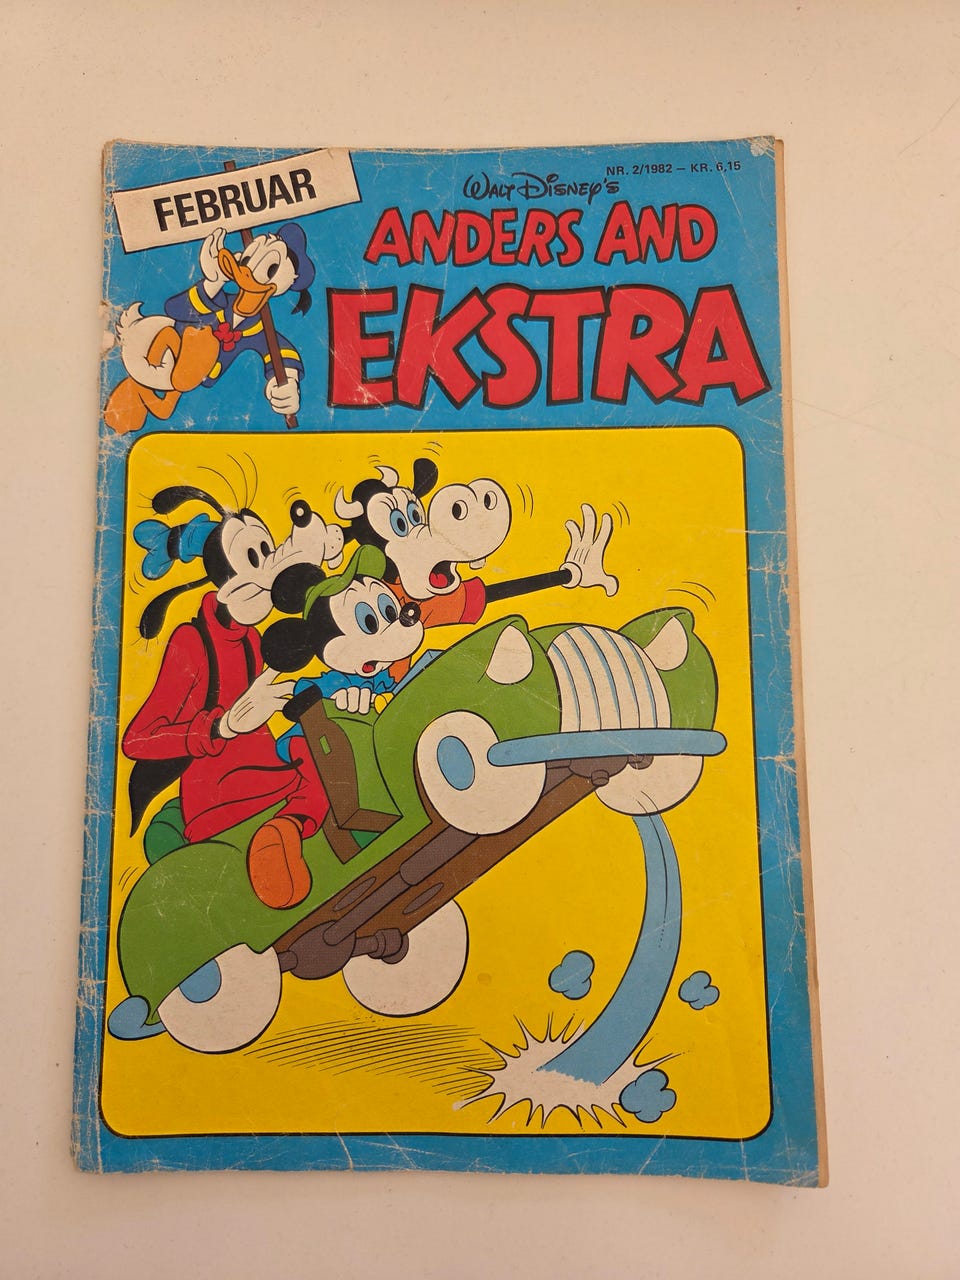 FEBRUAR
NR. 2/1982 – KR. 6,15
Walt Disney's
ANDERS AND
EKSTRA